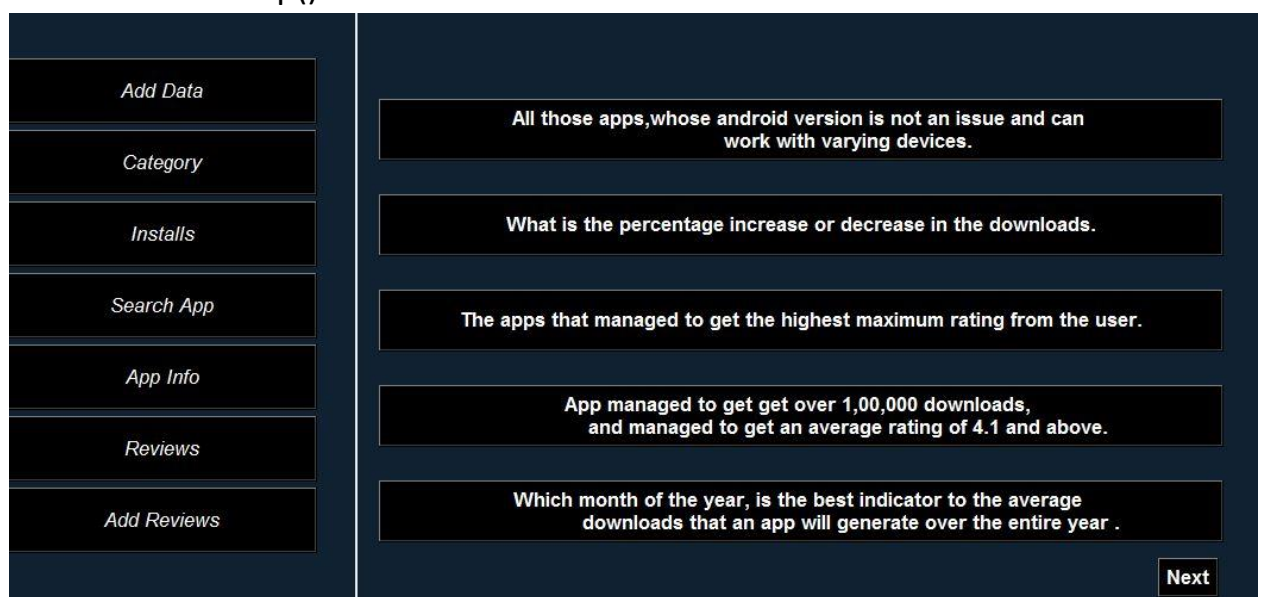 Add Data
Category
Installs
Search App
App Info
Reviews
Add Reviews
All those apps,whose android version is not an issue and can
work with varying devices.
What is the percentage increase or decrease in the downloads.
The apps that managed to get the highest maximum rating from the user.
App managed to get get over 1,00,000 downloads,
and managed to get an average rating of 4.1 and above.
Which month of the year, is the best indicator to the average
downloads that an app will generate over the entire year .
Next